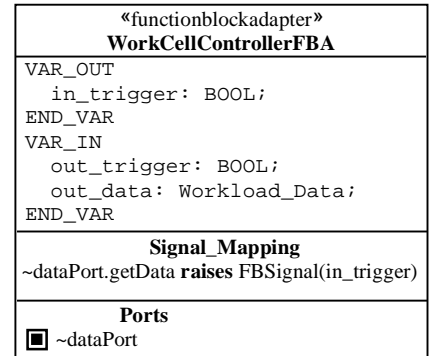 «functionblockadapter»
WorkCellControllerFBA
VAR_OUT
in_trigger: BOOL;
END_VAR
VAR_IN
out_trigger: BOOL;
out_data: Workload_Data;
END_VAR
Signal_Mapping
~dataPort.getData raises FBSignal(in_trigger)
Ports
~dataPort